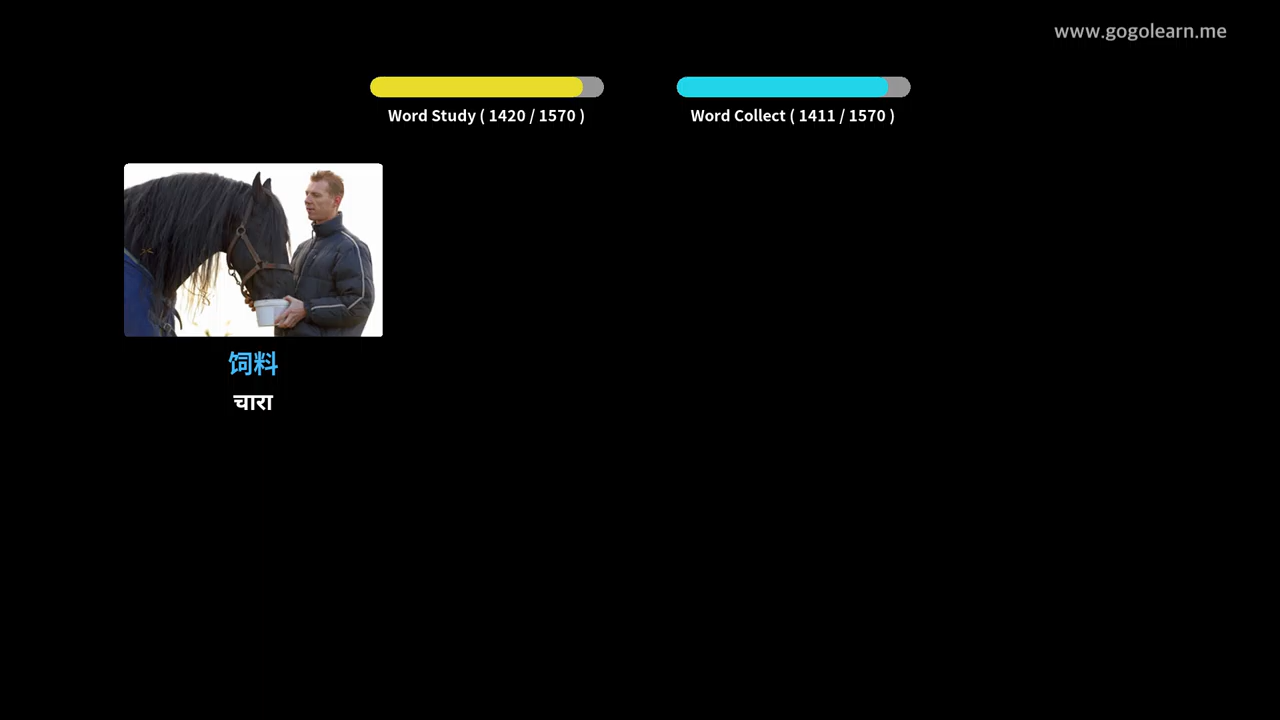 www.gogolearn.me
Word Study ( 1420 / 1570 )
Word Collect ( 1411 / 1570 )
饲料
चारा